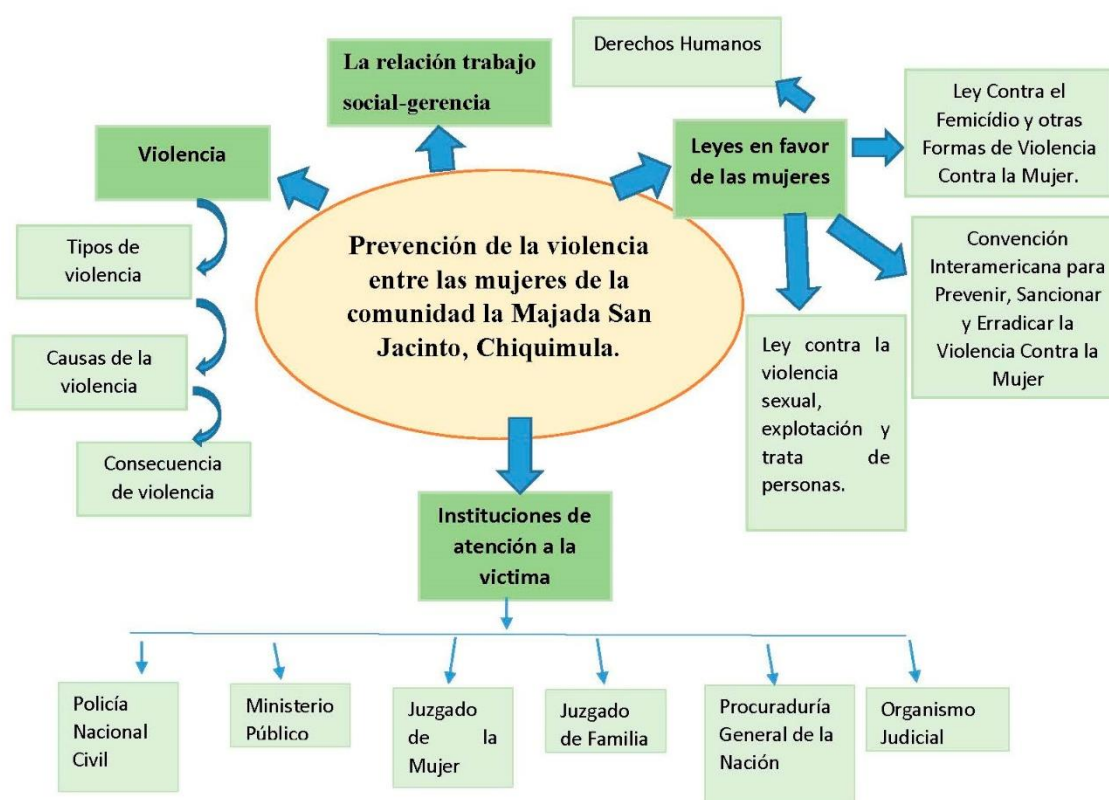 Derechos Humanos
La relación trabajo
social-gerencia
Ley Contra el
Femicídio y otras
Formas de Violencia
Contra la Mujer.
Violencia
Leyes en favor
de las mujeres
Tipos de
violencia
Causas de la
violencia
Consecuencia
de violencia
Prevención de la violencia
entre las mujeres de la
comunidad la Majada San
Jacinto, Chiquimula.
Convención
Interamericana para
Prevenir, Sancionar
y Erradicar la
Violencia Contra la
Mujer
Ley contra la
violencia
sexual,
explotación y
trata de
personas.
Instituciones de
atención a la
victima
Policía
Nacional
Civil
Ministerio
Público
Juzgado
de la
Mujer
Juzgado
de Familia
Procuraduría
General de la
Nación
Organismo
Judicial